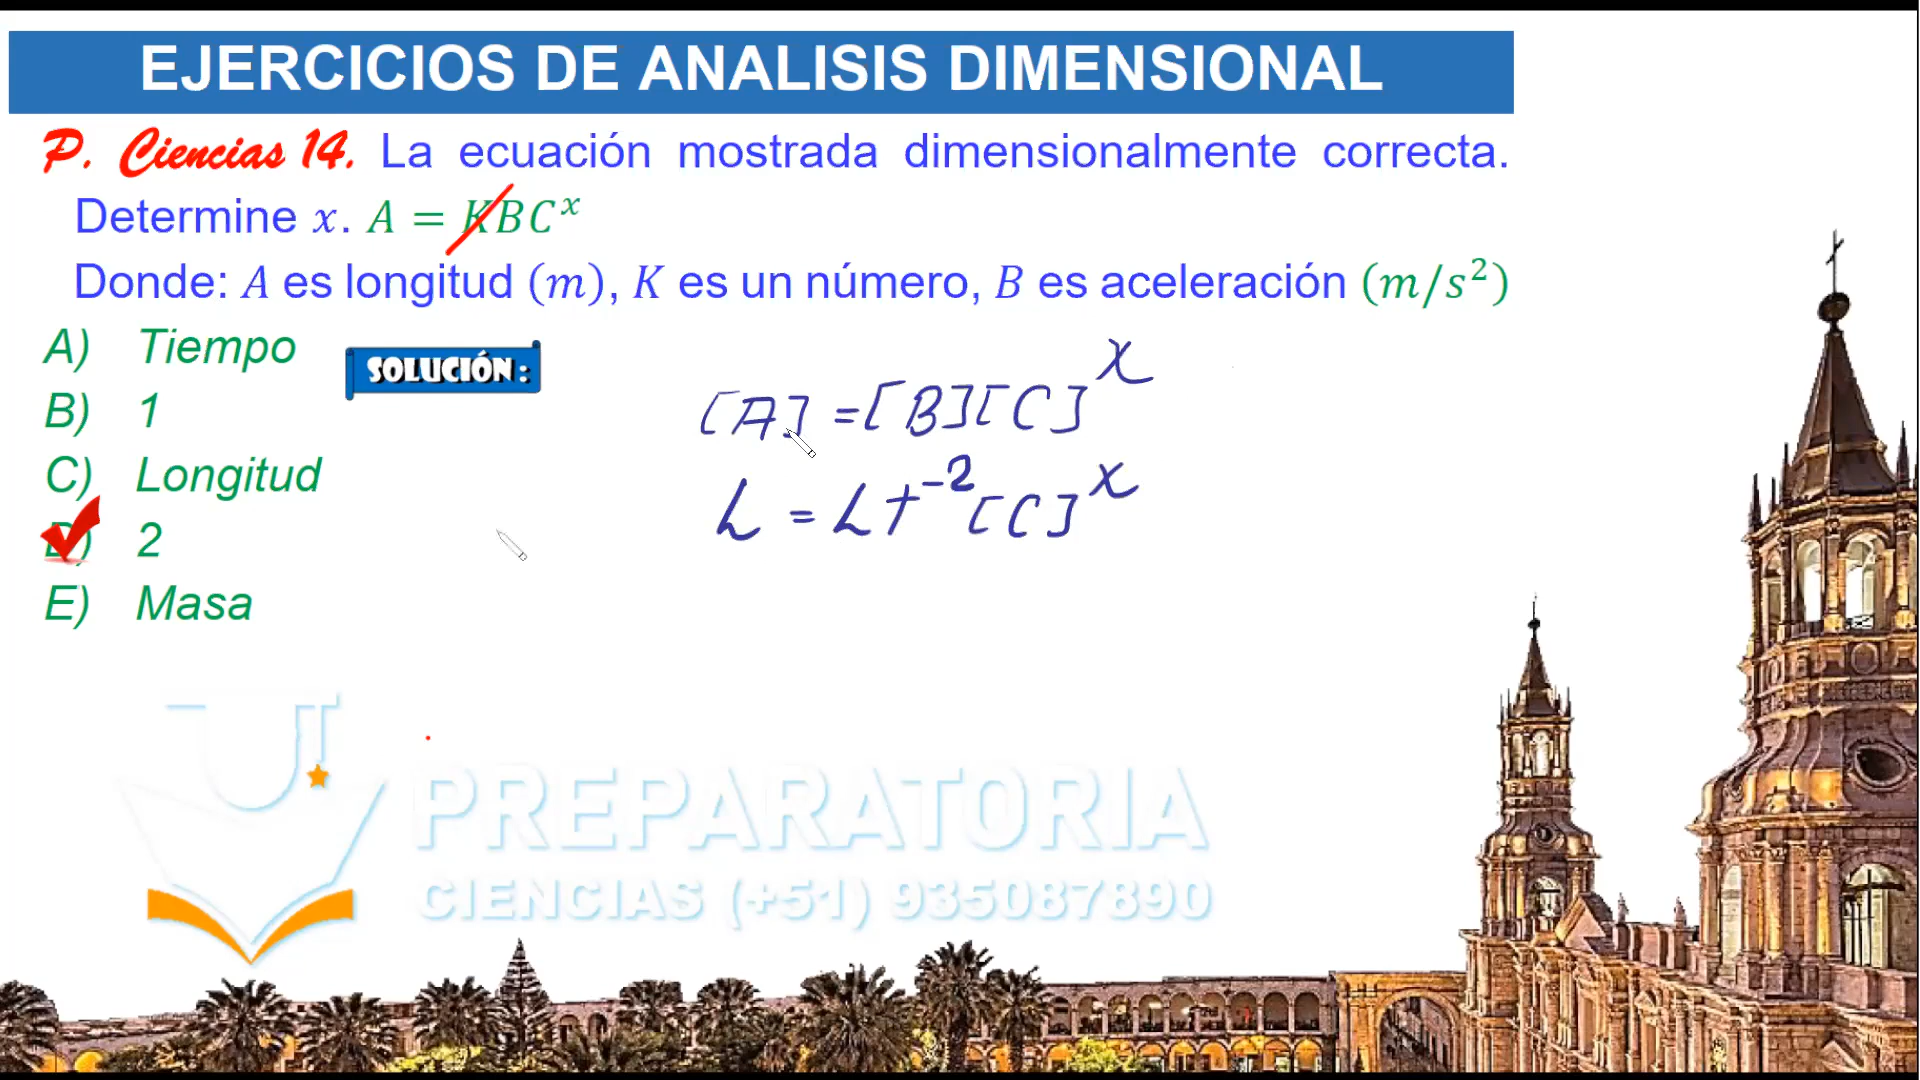 EJERCICIOS DE ANALISIS DIMENSIONAL
P. Ciencias 14. La ecuación mostrada dimensionalmente correcta.
Determine x. A = KBCˣ
Donde: A es longitud (m), K es un número, B es aceleración (m/s²)
A) Tiempo
SOLUCIÓN:
B) 1
C) Longitud
D) 2
E) Masa
[A] = [B][C]ˣ
L = LT⁻²[C]ˣ
PREPARATORIA
CIENCIAS (+51) 935087890